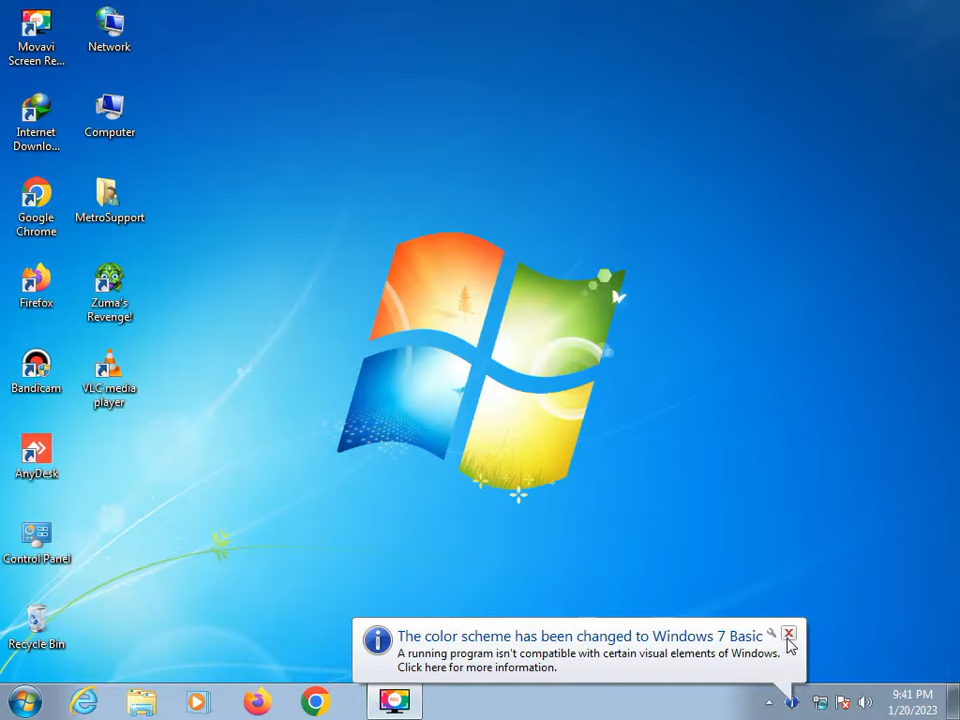 Movavi
Screen Re...
Network
Internet
Downlo...
Computer
Google
Chrome
MetroSupport
Firefox
Zuma's
Revenge!
Bandicam
VLC media
player
AnyDesk
Control Panel
Recycle Bin
The color scheme has been changed to Windows 7 Basic
A running program isn't compatible with certain visual elements of Windows.
Click here for more information.
REC
9:41 PM
1/20/2023